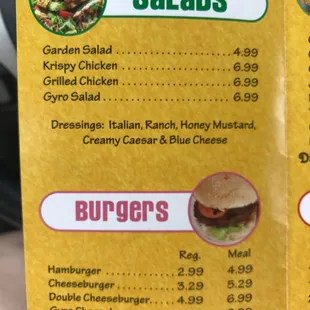 Salads
Garden Salad ..................... 4.99
Krispy Chicken .................... 6.99
Grilled Chicken .................... 6.99
Gyro Salad ........................ 6.99
Dressings: Italian, Ranch, Honey Mustard,
Creamy Caesar & Blue Cheese
Burgers
Reg. Meal
Hamburger ............ 2.99 4.99
Cheeseburger ........... 3.29 5.29
Double Cheeseburger.... 4.99 6.99